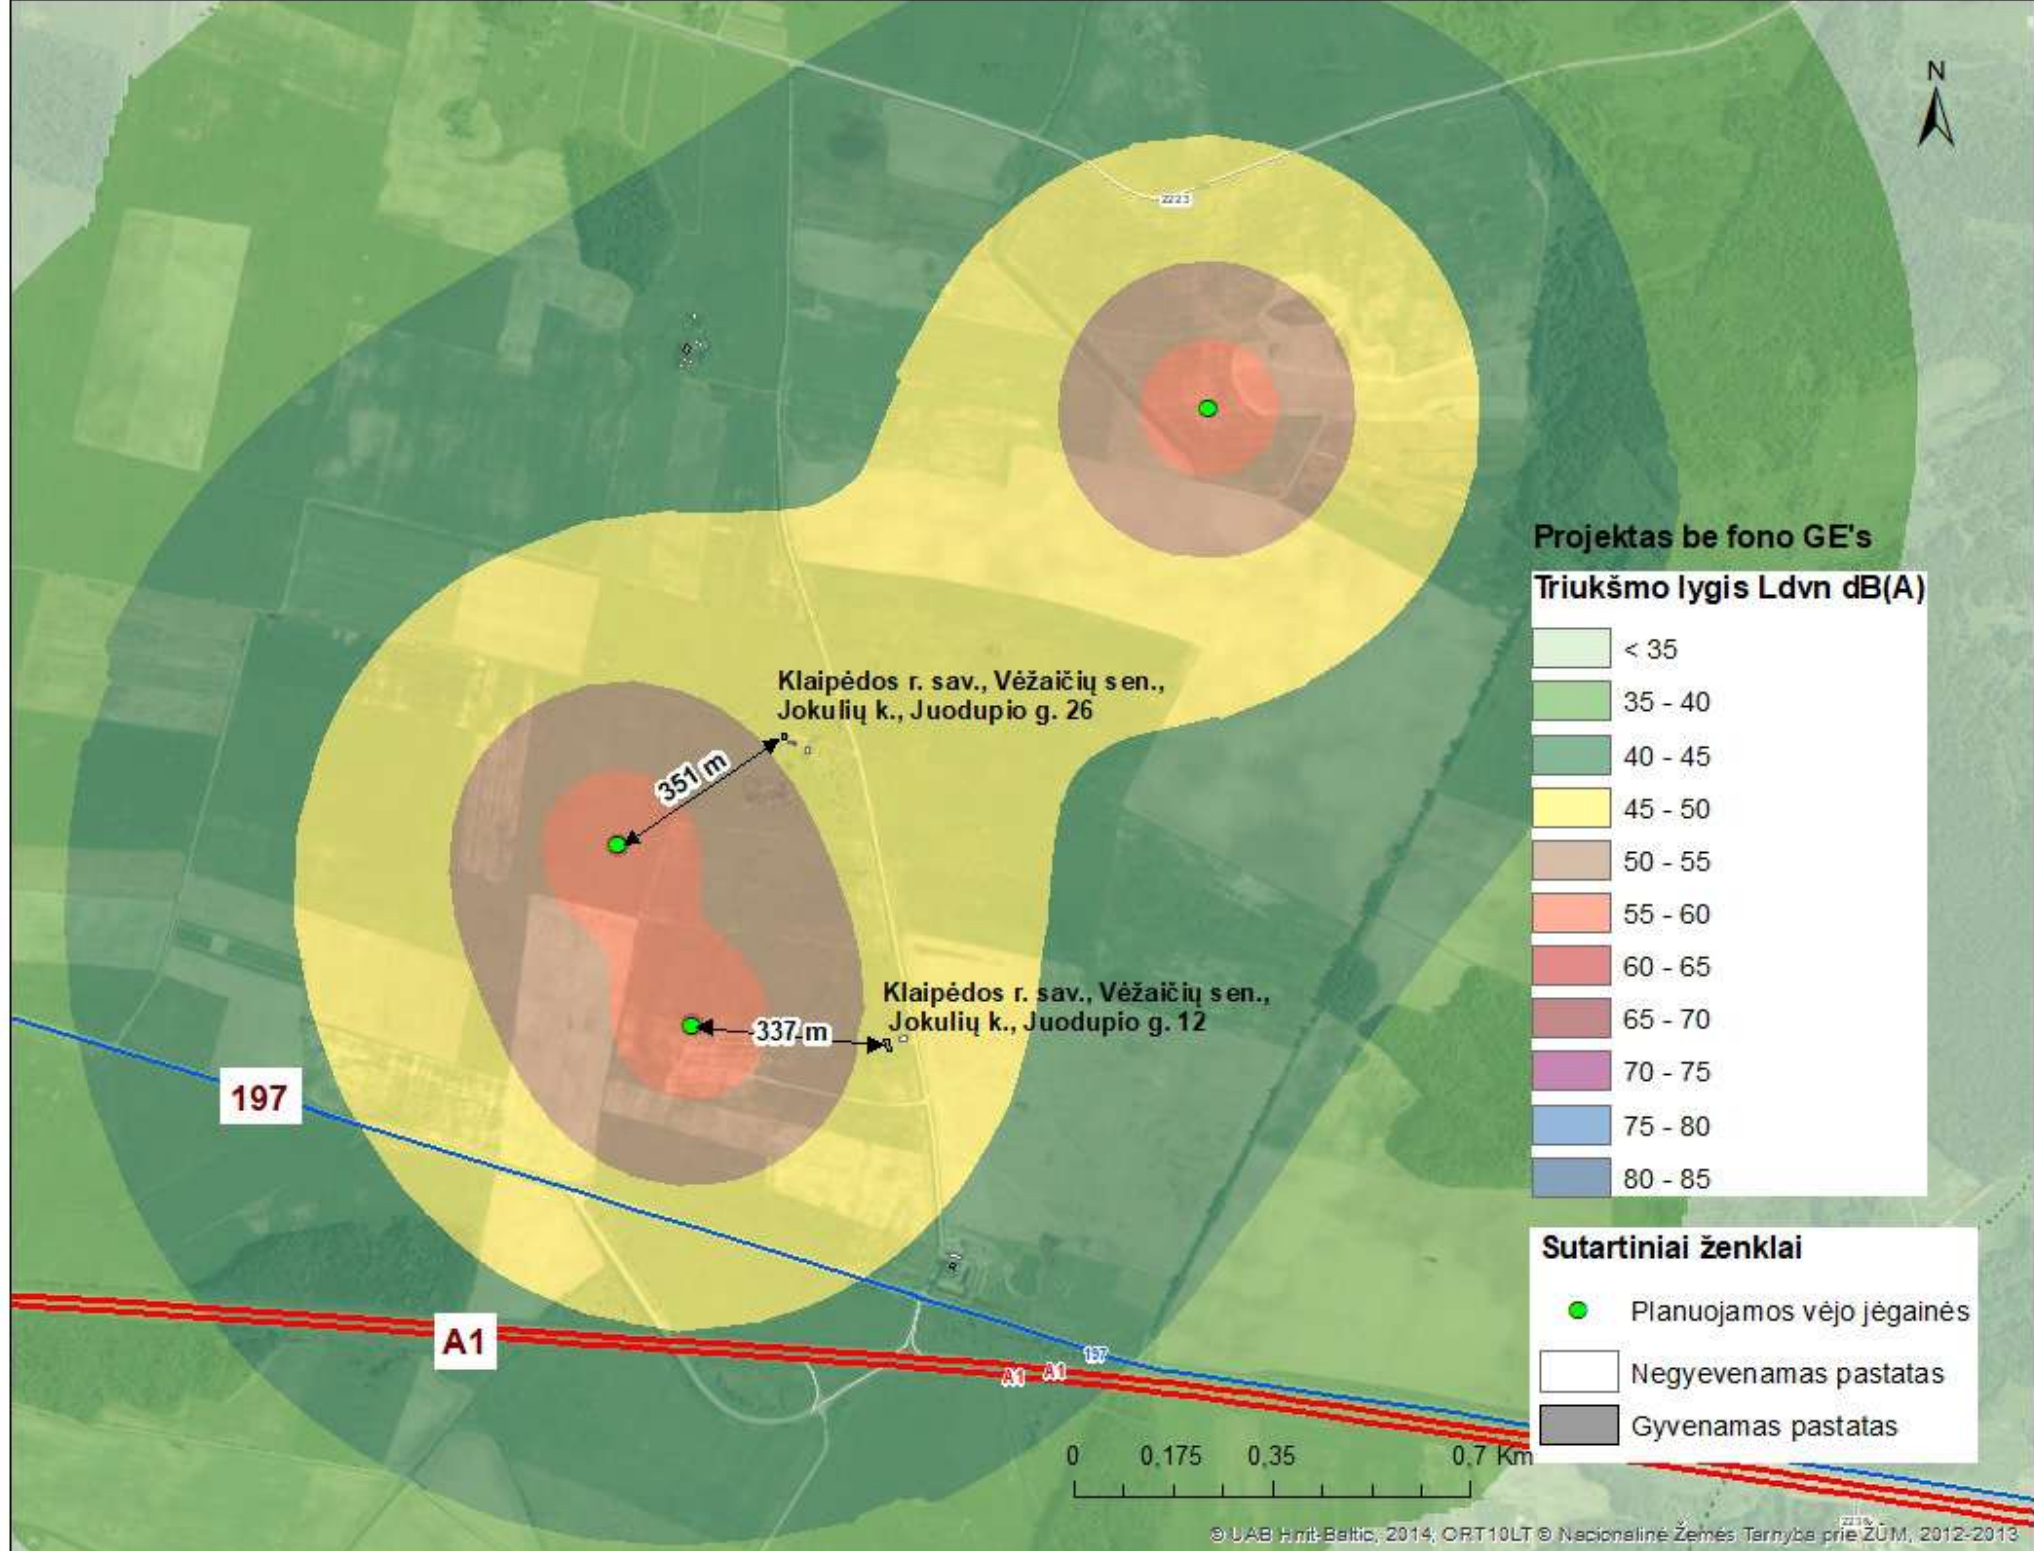 N
2223
Projektas be fono GE's
Triukšmo lygis Ldvn dB(A)
< 35
35 - 40
40 - 45
45 - 50
50 - 55
55 - 60
60 - 65
65 - 70
70 - 75
75 - 80
80 - 85
Klaipėdos r. sav., Vėžaičių sen.,
Jokulių k., Juodupio g. 26
351 m
Klaipėdos r. sav., Vėžaičių sen.,
Jokulių k., Juodupio g. 12
337 m
197
A1
197
A1 A1
Sutartiniai ženklai
Planuojamos vėjo jėgainės
Negyevenamas pastatas
Gyvenamas pastatas
0 0,175 0,35 0,7 Km
© UAB Hnit-Baltic, 2014; ORT10LT © Nacionalinė Žemės Tarnyba prie ŽŪM, 2012-2013